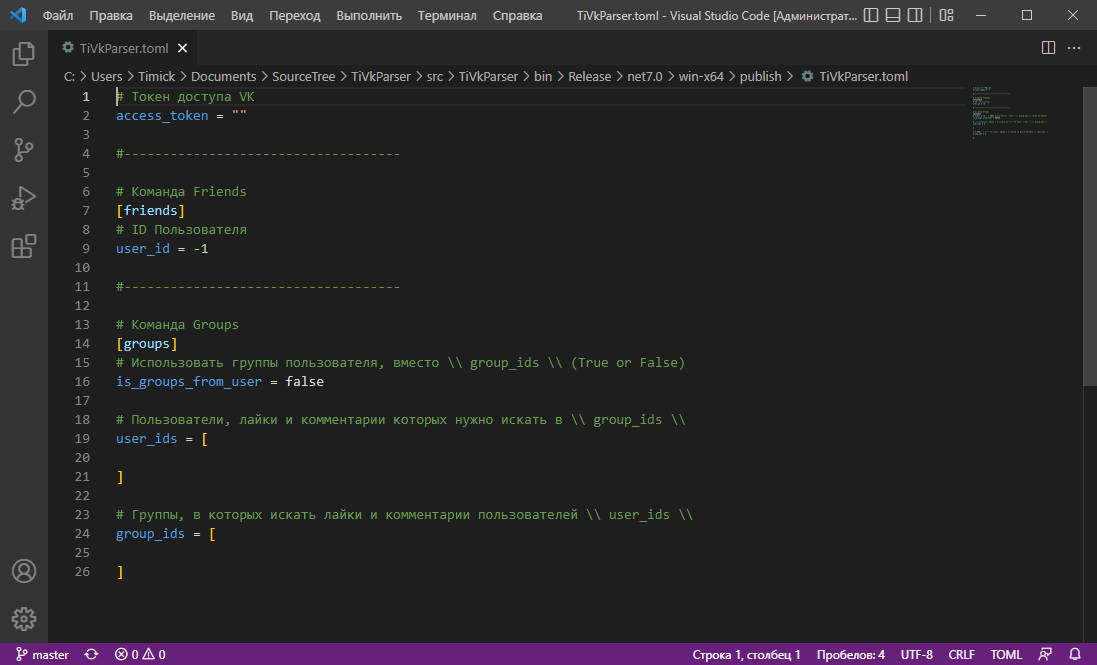 Файл Правка Выделение Вид Переход Выполнить Терминал Справка TiVkParser.toml - Visual Studio Code [Администрат...
TiVkParser.toml
C: > Users > Timick > Documents > SourceTree > TiVkParser > src > TiVkParser > bin > Release > net7.0 > win-x64 > publish > TiVkParser.toml
1 # Токен доступа VK
2 access_token = ""
3
4 #------------------------------------
5
6 # Команда Friends
7 [friends]
8 # ID Пользователя
9 user_id = -1
10
11 #------------------------------------
12
13 # Команда Groups
14 [groups]
15 # Использовать группы пользователя, вместо \\ group_ids \\ (True or False)
16 is_groups_from_user = false
17
18 # Пользователи, лайки и комментарии которых нужно искать в \\ group_ids \\
19 user_ids = [
20
21 ]
22
23 # Группы, в которых искать лайки и комментарии пользователей \\ user_ids \\
24 group_ids = [
25
26 ]
master 0 0 Строка 1, столбец 1 Пробелов: 4 UTF-8 CRLF TOML